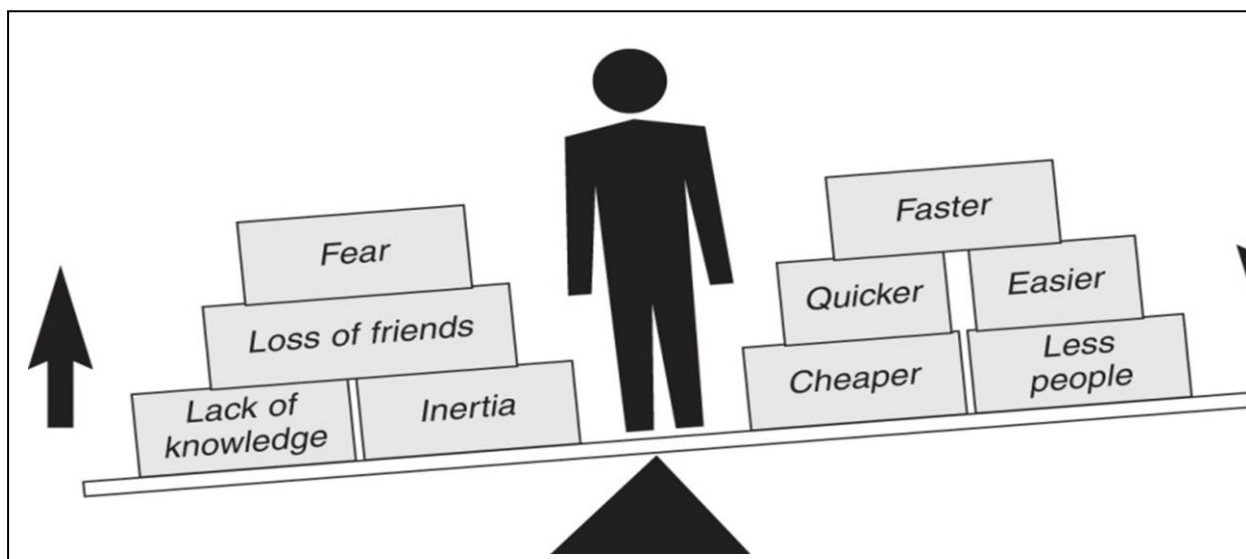 Fear
Loss of friends
Lack of
knowledge
Inertia
Faster
Quicker
Easier
Cheaper
Less
people